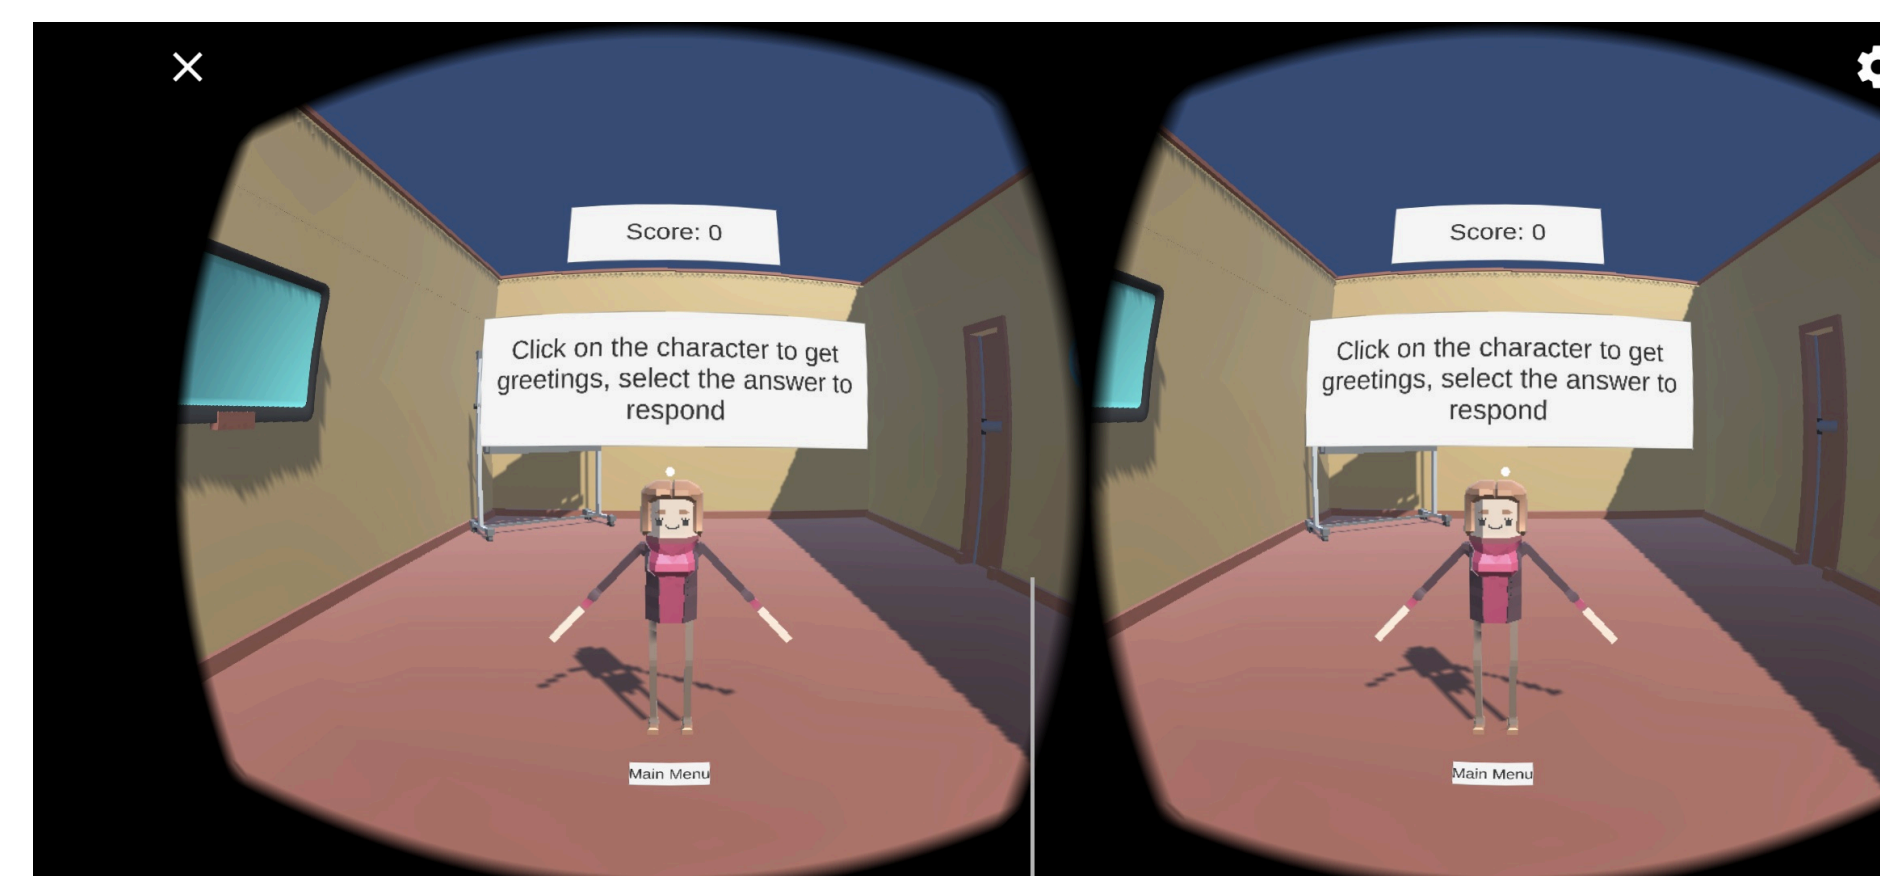 Score: 0
Click on the character to get
greetings, select the answer to
respond
Main Menu
Score: 0
Click on the character to get
greetings, select the answer to
respond
Main Menu